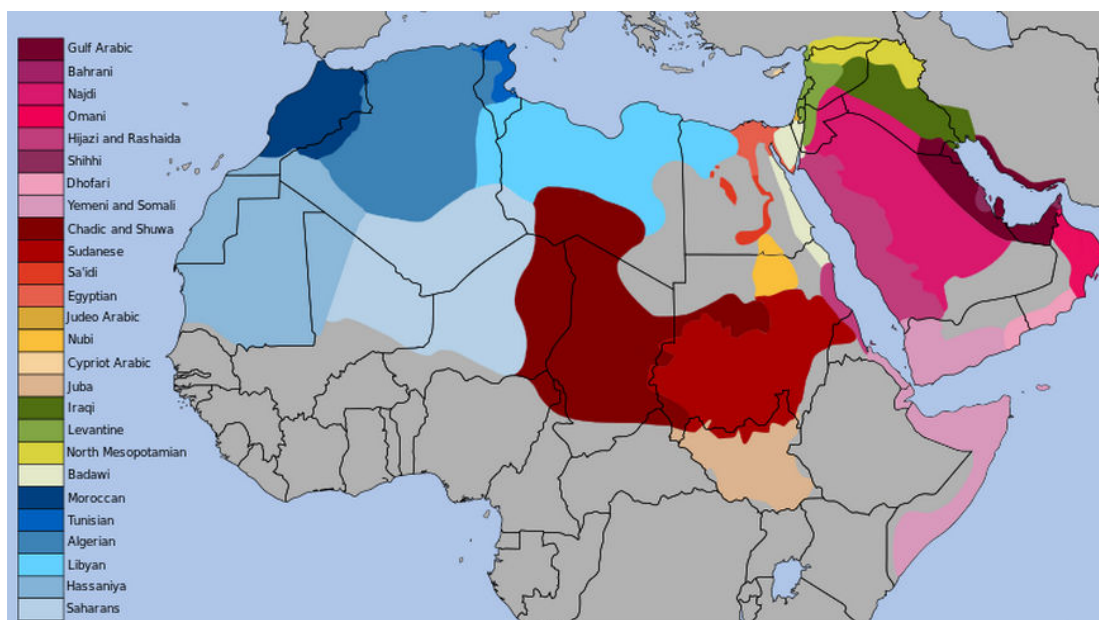 Gulf Arabic
Bahrani
Najdi
Omani
Hijazi and Rashaida
Shihhi
Dhofari
Yemeni and Somali
Chadic and Shuwa
Sudanese
Sa'idi
Egyptian
Judeo Arabic
Nubi
Cypriot Arabic
Juba
Iraqi
Levantine
North Mesopotamian
Badawi
Moroccan
Tunisian
Algerian
Libyan
Hassaniya
Saharans